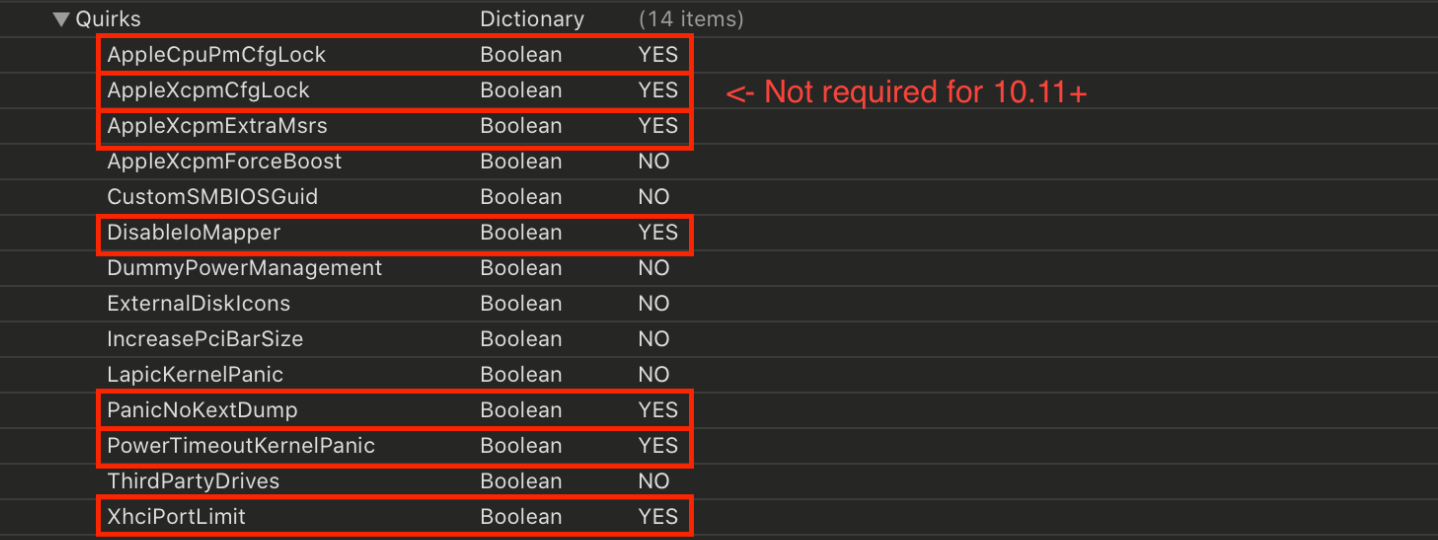 ▼ Quirks Dictionary (14 items)
AppleCpuPmCfgLock Boolean YES
AppleXcpmCfgLock Boolean YES <- Not required for 10.11+
AppleXcpmExtraMsrs Boolean YES
AppleXcpmForceBoost Boolean NO
CustomSMBIOSGuid Boolean NO
DisableIoMapper Boolean YES
DummyPowerManagement Boolean NO
ExternalDiskIcons Boolean NO
IncreasePciBarSize Boolean NO
LapicKernelPanic Boolean NO
PanicNoKextDump Boolean YES
PowerTimeoutKernelPanic Boolean YES
ThirdPartyDrives Boolean NO
XhciPortLimit Boolean YES